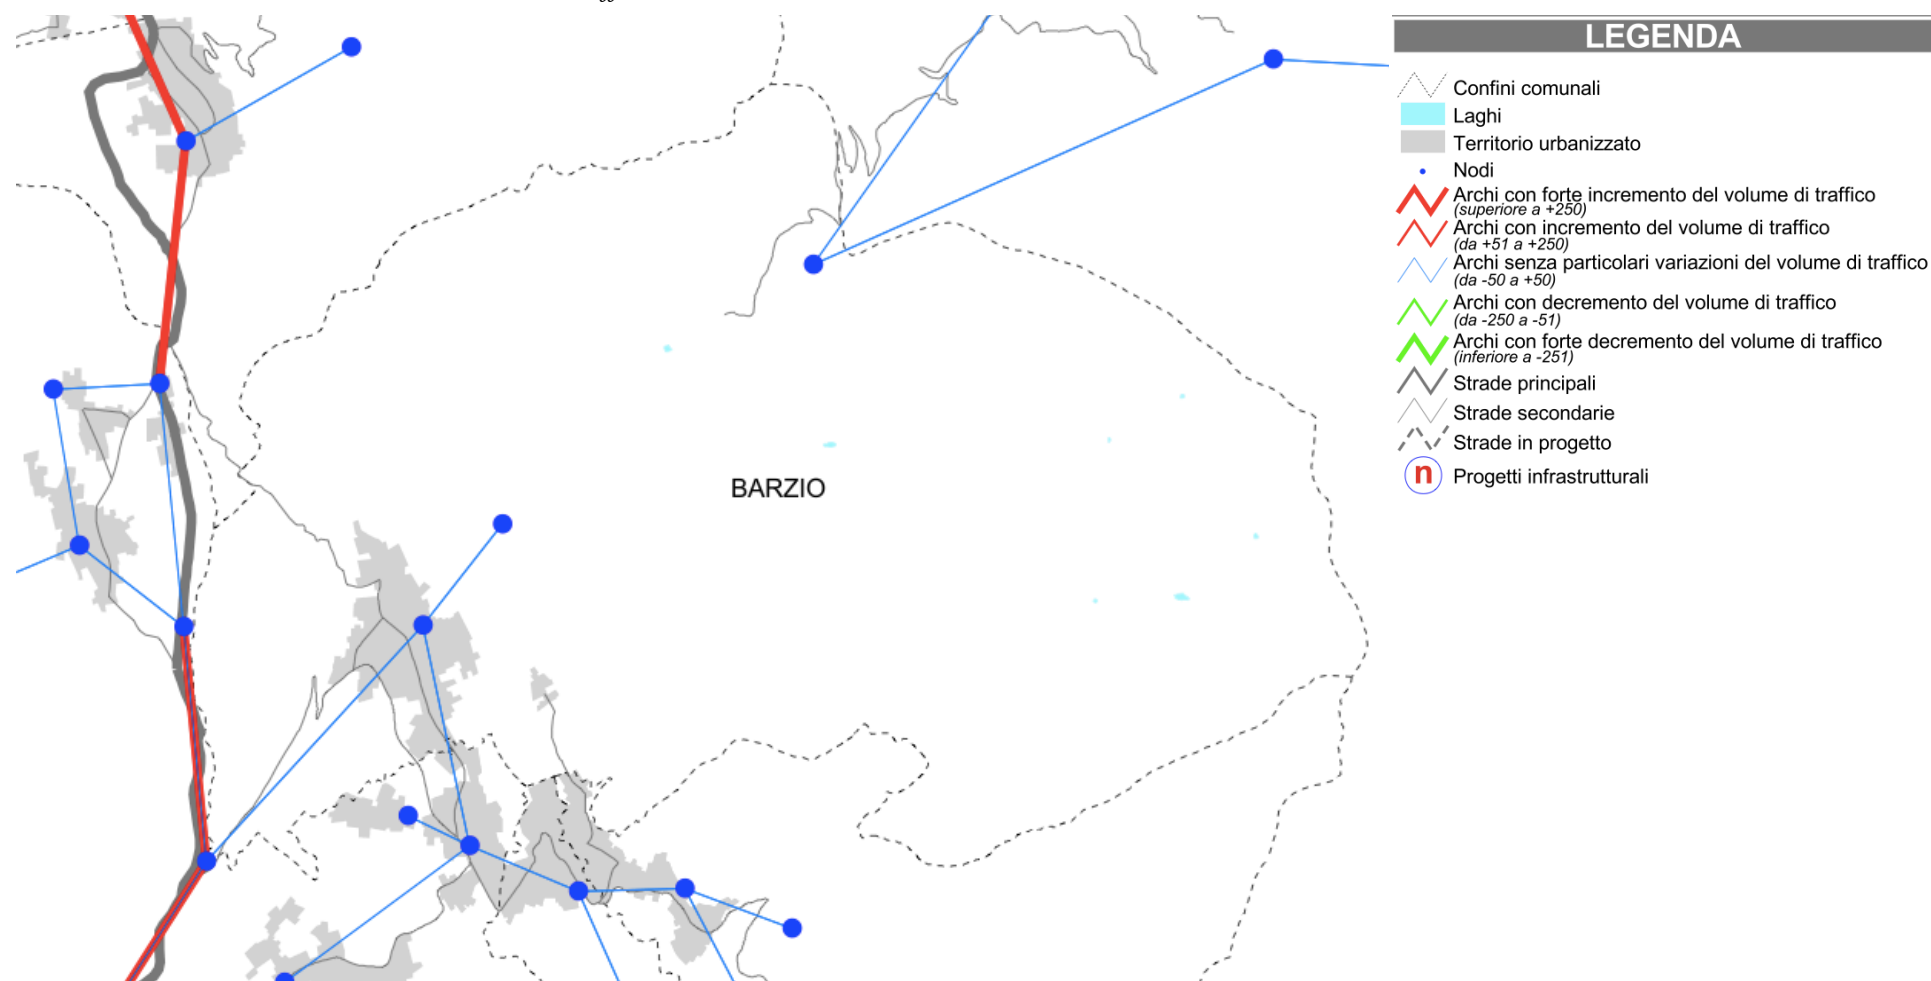 BARZIO
LEGENDA
Confini comunali
Laghi
Territorio urbanizzato
Nodi
Archi con forte incremento del volume di traffico
(superiore a +250)
Archi con incremento del volume di traffico
(da +51 a +250)
Archi senza particolari variazioni del volume di traffico
(da -50 a +50)
Archi con decremento del volume di traffico
(da -250 a -51)
Archi con forte decremento del volume di traffico
(inferiore a -251)
Strade principali
Strade secondarie
Strade in progetto
n Progetti infrastrutturali